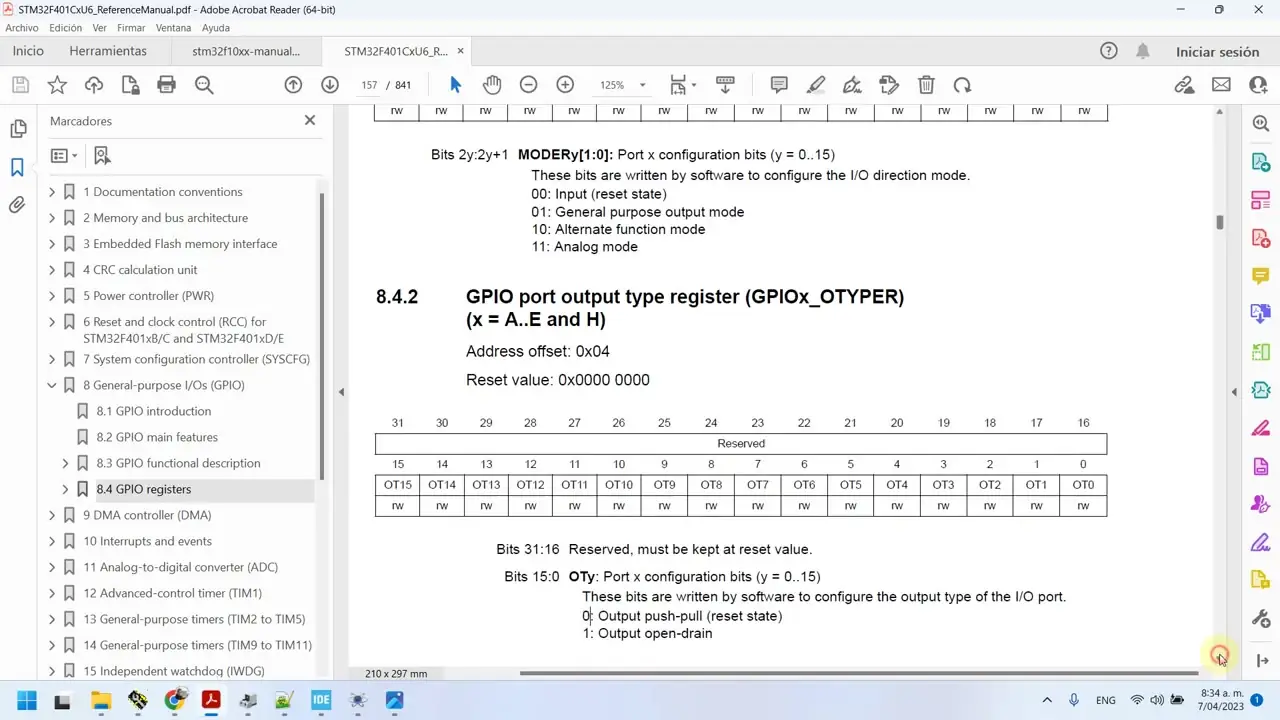 STM32F401CxU6_ReferenceManual.pdf - Adobe Acrobat Reader (64-bit)
Archivo Edición Ver Firmar Ventana Ayuda
Inicio Herramientas stm32f10xx-manual... STM32F401CxU6_R... × Iniciar sesión
157 / 841 125%
Marcadores
1 Documentation conventions
2 Memory and bus architecture
3 Embedded Flash memory interface
4 CRC calculation unit
5 Power controller (PWR)
6 Reset and clock control (RCC) for
STM32F401xB/C and STM32F401xD/E
7 System configuration controller (SYSCFG)
8 General-purpose I/Os (GPIO)
8.1 GPIO introduction
8.2 GPIO main features
8.3 GPIO functional description
8.4 GPIO registers
9 DMA controller (DMA)
10 Interrupts and events
11 Analog-to-digital converter (ADC)
12 Advanced-control timer (TIM1)
13 General-purpose timers (TIM2 to TIM5)
14 General-purpose timers (TIM9 to TIM11)
15 Independent watchdog (IWDG)
rw rw rw rw rw rw rw rw rw rw rw rw rw rw rw rw
Bits 2y:2y+1 MODERy[1:0]: Port x configuration bits (y = 0..15)
These bits are written by software to configure the I/O direction mode.
00: Input (reset state)
01: General purpose output mode
10: Alternate function mode
11: Analog mode
8.4.2 GPIO port output type register (GPIOx_OTYPER)
(x = A..E and H)
Address offset: 0x04
Reset value: 0x0000 0000
31 30 29 28 27 26 25 24 23 22 21 20 19 18 17 16
Reserved
15 14 13 12 11 10 9 8 7 6 5 4 3 2 1 0
OT15 OT14 OT13 OT12 OT11 OT10 OT9 OT8 OT7 OT6 OT5 OT4 OT3 OT2 OT1 OT0
rw rw rw rw rw rw rw rw rw rw rw rw rw rw rw rw
Bits 31:16 Reserved, must be kept at reset value.
Bits 15:0 OTy: Port x configuration bits (y = 0..15)
These bits are written by software to configure the output type of the I/O port.
0: Output push-pull (reset state)
1: Output open-drain
210 x 297 mm
IDE ENG 8:34 a. m.
7/04/2023 1